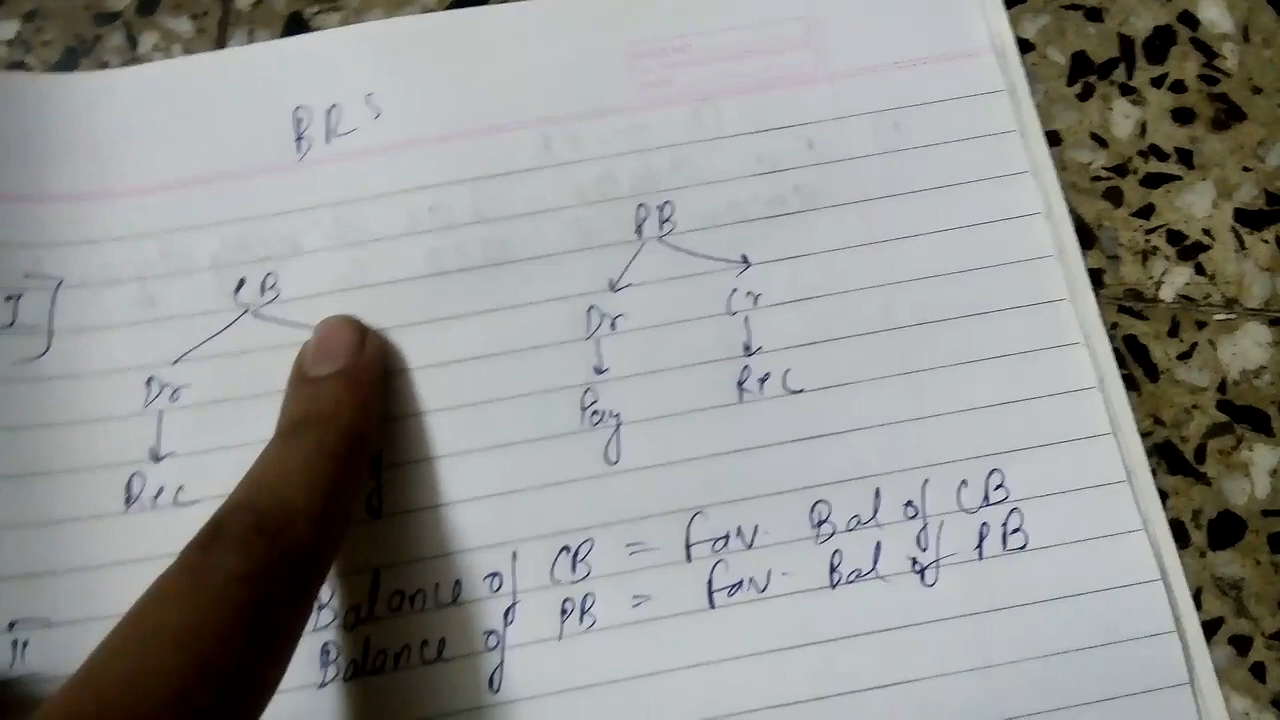 BRS
I]
CB
PB
Dr
Dr
Cr
Pay
Rec
II
Balance of CB = fav. Bal of CB
Balance of PB = fav. Bal of PB